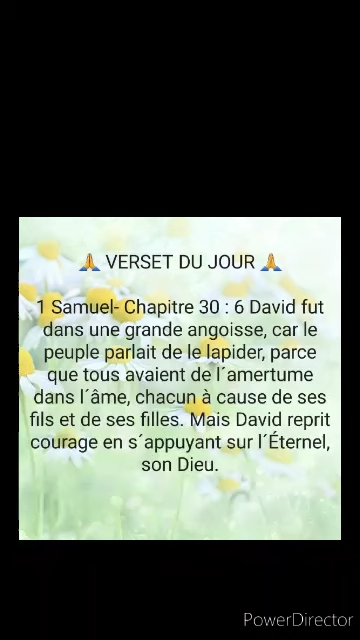 🙏 VERSET DU JOUR 🙏
1 Samuel- Chapitre 30 : 6 David fut
dans une grande angoisse, car le
peuple parlait de le lapider, parce
que tous avaient de l´amertume
dans l´âme, chacun à cause de ses
fils et de ses filles. Mais David reprit
courage en s´appuyant sur l´Éternel,
son Dieu.
PowerDirector